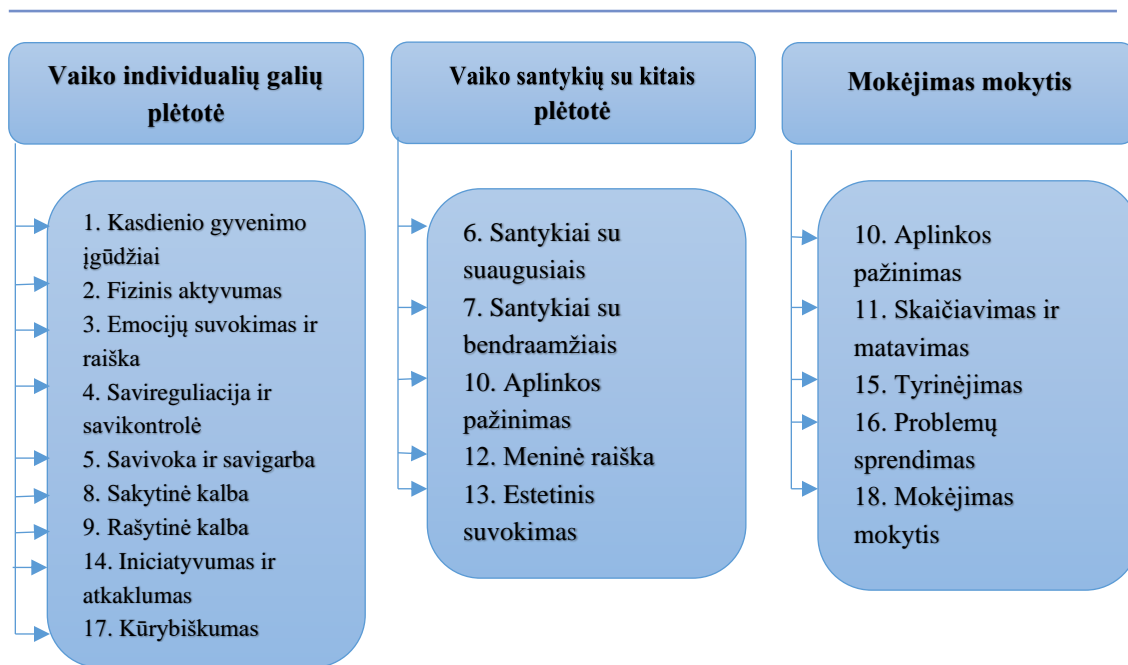 Vaiko individualių galių
plėtotė
1. Kasdienio gyvenimo
įgūdžiai
2. Fizinis aktyvumas
3. Emocijų suvokimas ir
raiška
4. Savireguliacija ir
savikontrolė
5. Savivoka ir savigarba
8. Sakytinė kalba
9. Rašytinė kalba
14. Iniciatyvumas ir
atkaklumas
17. Kūrybiškumas
Vaiko santykių su kitais
plėtotė
6. Santykiai su
suaugusiais
7. Santykiai su
bendraamžiais
10. Aplinkos
pažinimas
12. Meninė raiška
13. Estetinis
suvokimas
Mokėjimas mokytis
10. Aplinkos
pažinimas
11. Skaičiavimas ir
matavimas
15. Tyrinėjimas
16. Problemų
sprendimas
18. Mokėjimas
mokytis